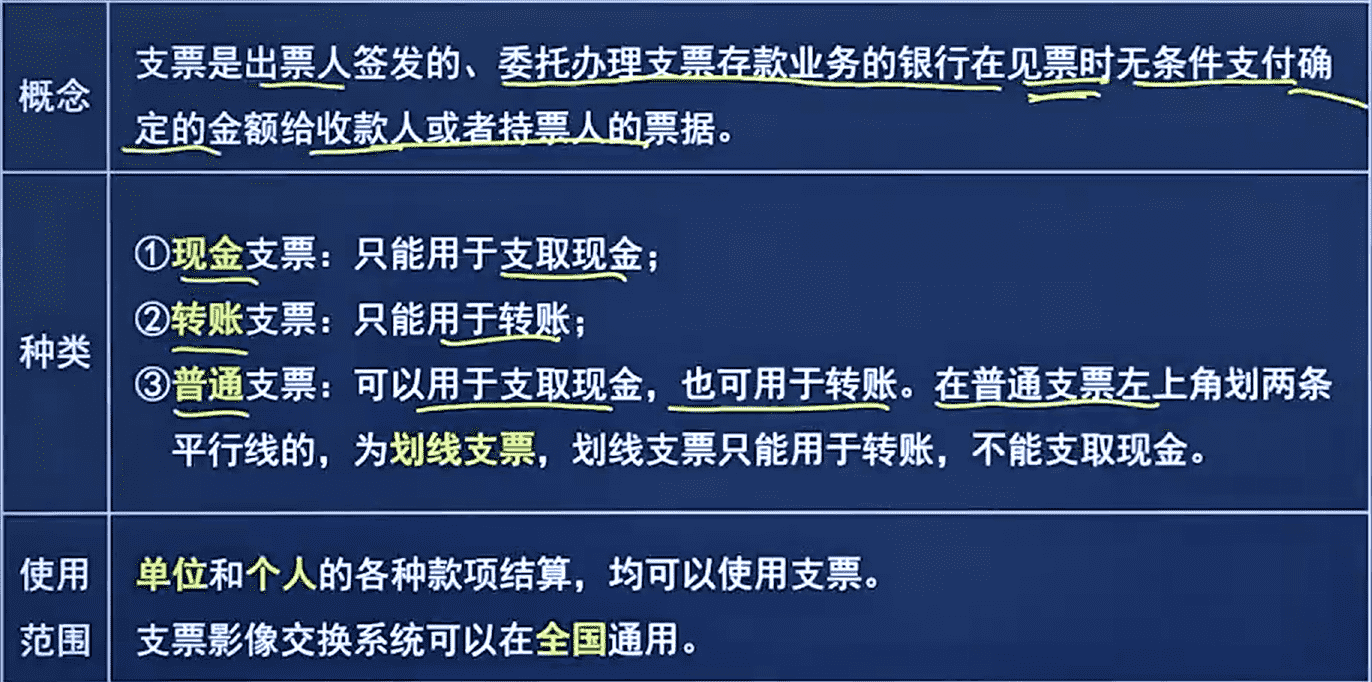 概念
支票是出票人签发的、委托办理支票存款业务的银行在见票时无条件支付确
定的金额给收款人或者持票人的票据。
种类
①现金支票：只能用于支取现金；
②转账支票：只能用于转账；
③普通支票：可以用于支取现金，也可用于转账。在普通支票左上角划两条
平行线的，为划线支票，划线支票只能用于转账，不能支取现金。
使用
范围
单位和个人的各种款项结算，均可以使用支票。
支票影像交换系统可以在全国通用。